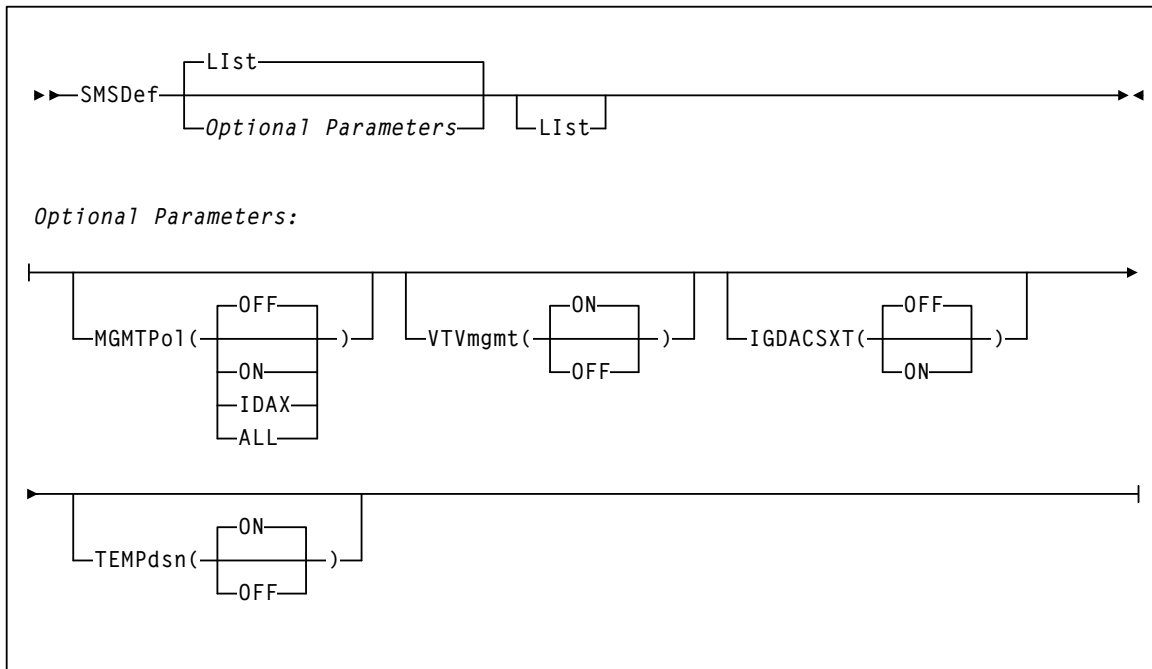 LIst
SMSDef
Optional Parameters
LIst
Optional Parameters:
OFF
MGMTPol( )
ON
IDAX
ALL
ON
VTVmgmt( )
OFF
OFF
IGDACSXT( )
ON
ON
TEMPdsn( )
OFF